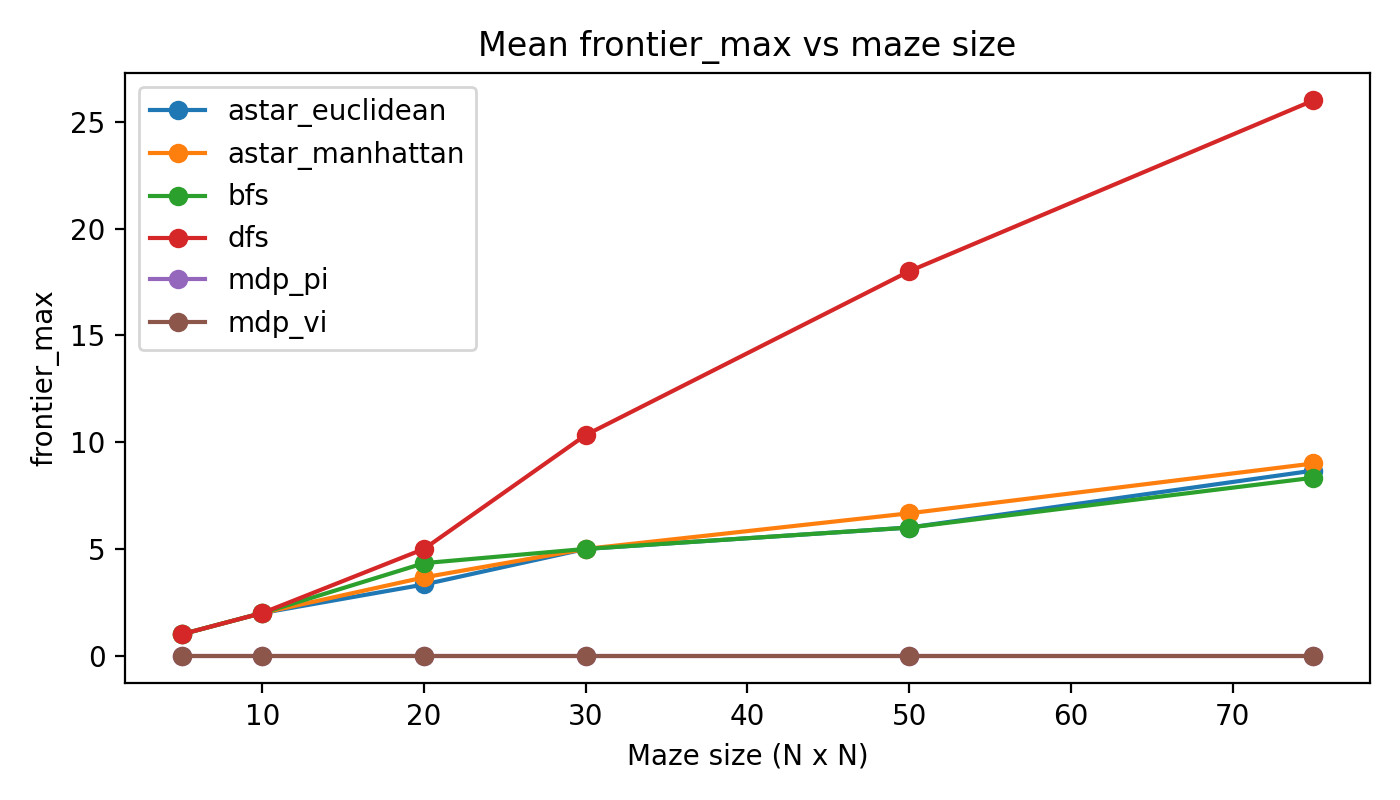 Mean frontier_max vs maze size
astar_euclidean
astar_manhattan
bfs
dfs
mdp_pi
mdp_vi
frontier_max
25
20
15
10
5
0
10 20 30 40 50 60 70
Maze size (N x N)